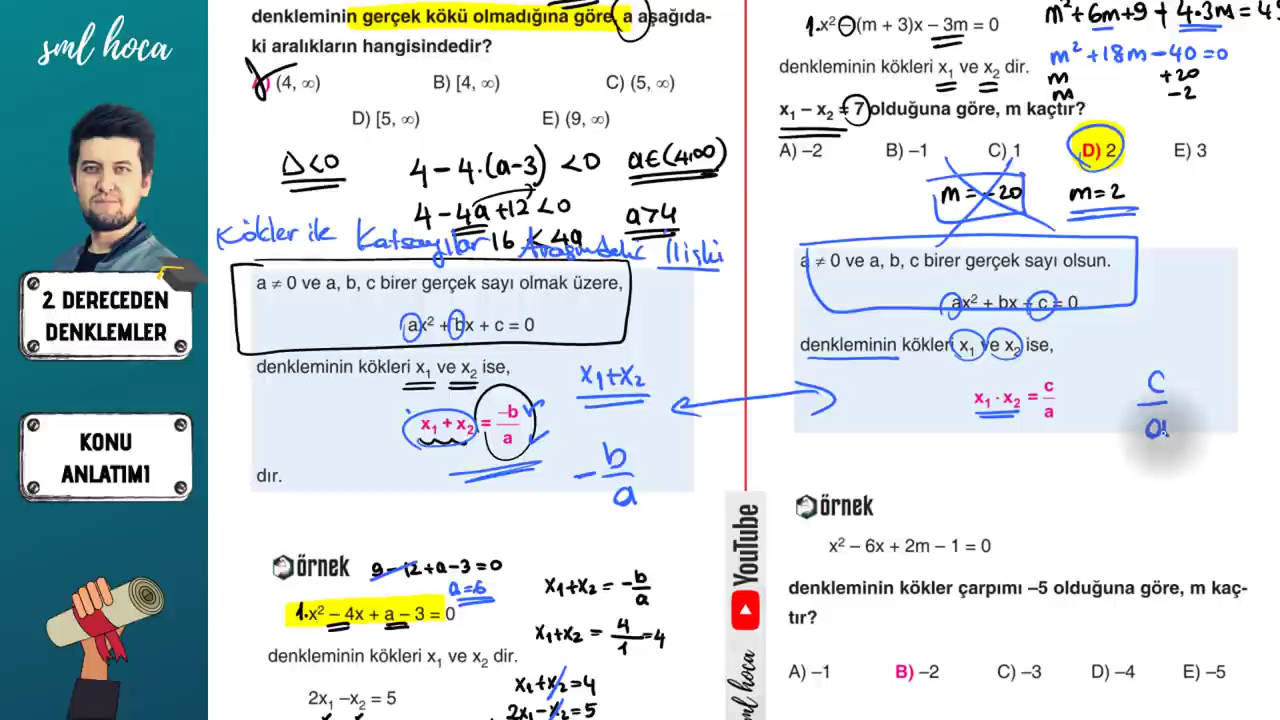 sml hoca
2 DERECEDEN
DENKLEMLER
KONU
ANLATIMI
denkleminin gerçek kökü olmadığına göre, a aşağıda-
ki aralıkların hangisindedir?
(4, ∞) B) [4, ∞) C) (5, ∞)
D) [5, ∞) E) (9, ∞)
Δ<0 4-4.(a-3) <0 a∈(4,∞)
4-4a+12<0 a>4
16 < 4a
Kökler ile Katsayılar Arasındaki İlişki
a ≠ 0 ve a, b, c birer gerçek sayı olmak üzere,
ax² + bx + c = 0
denkleminin kökleri x₁ ve x₂ ise,
x₁ + x₂ = –b/a
x₁+x₂
-b/a
dır.
örnek
9-12+a-3=0
a=6
1.x² – 4x + a – 3 = 0
denkleminin kökleri x₁ ve x₂ dir.
2x₁ –x₂ = 5
x₁+x₂ = -b/a
x₁+x₂ = 4/1 =4
x₁+x₂=4
2x₁-x₂=5
1.x² – (m + 3)x – 3m = 0
m²+6m+9+4.3m=49
m²+18m-40=0
m +20
m -2
denkleminin kökleri x₁ ve x₂ dir.
x₁ – x₂ = 7 olduğuna göre, m kaçtır?
A) –2 B) –1 C) 1 D) 2 E) 3
m=-20 m=2
a ≠ 0 ve a, b, c birer gerçek sayı olsun.
ax² + bx + c = 0
denkleminin kökleri x₁ ve x₂ ise,
x₁ · x₂ = c/a
c/a
YouTube
sml hoca
örnek
x² – 6x + 2m – 1 = 0
denkleminin kökler çarpımı –5 olduğuna göre, m kaç-
tır?
A) –1 B) –2 C) –3 D) –4 E) –5